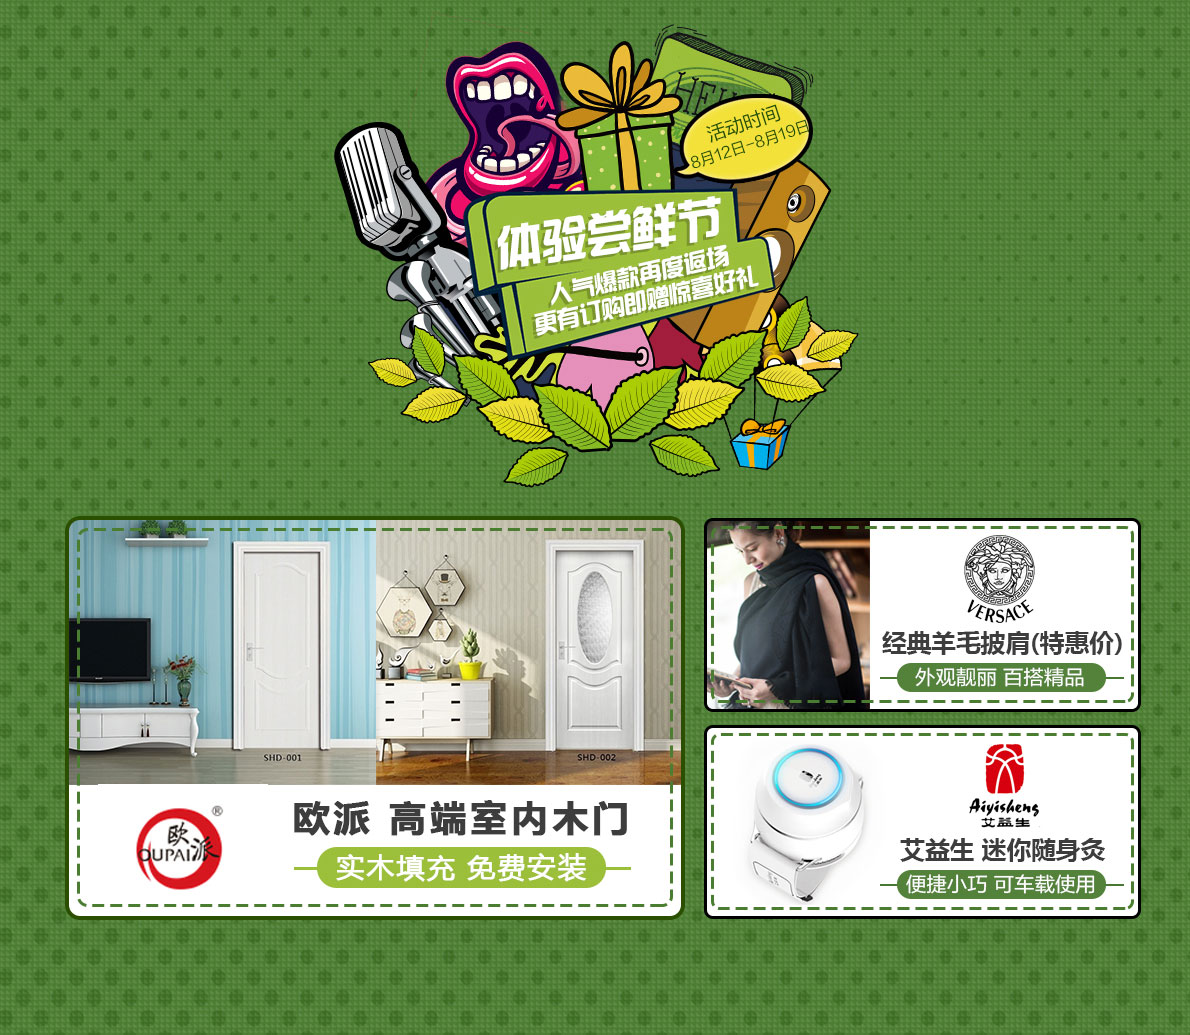 活动时间
8月12日-8月19日
体验尝鲜节
人气爆款再度返场
更有订购即赠惊喜好礼
SHD-001
SHD-002
欧派
OUPAI
®
欧派 高端室内木门
实木填充 免费安装
VERSACE
经典羊毛披肩(特惠价)
外观靓丽 百搭精品
Aiyisheng
艾益生
艾益生 迷你随身灸
便捷小巧 可车载使用